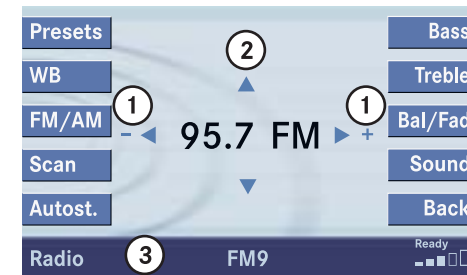 Presets
WB
FM/AM
Scan
Autost.
2
1
1
- 95.7 FM +
Bass
Treble
Bal/Fad
Sound
Back
Radio
3
FM9
Ready